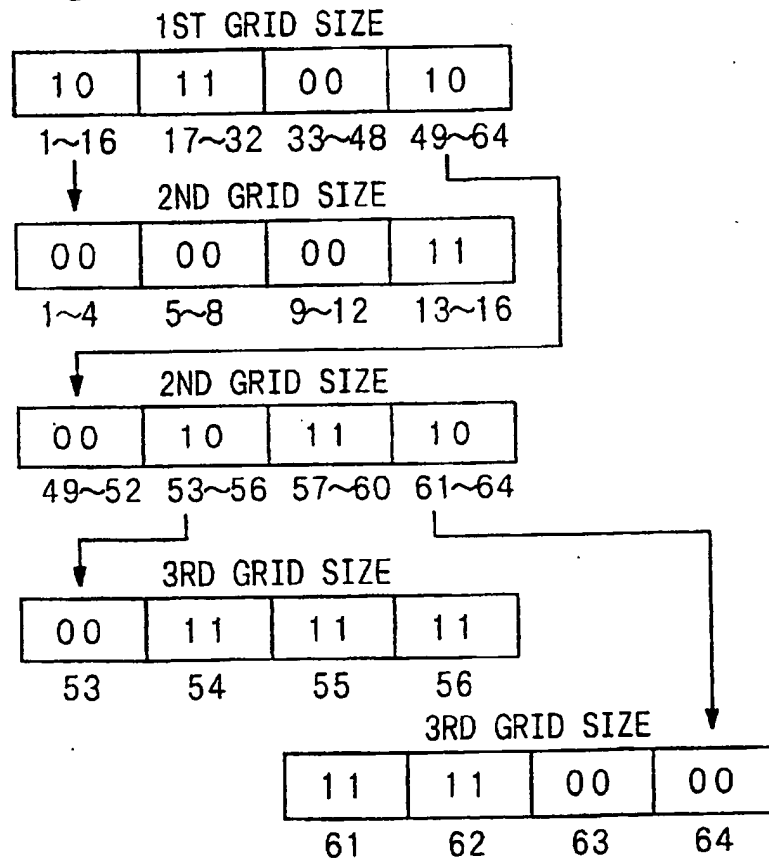 1ST GRID SIZE
10 11 00 10
1~16 17~32 33~48 49~64
2ND GRID SIZE
00 00 00 11
1~4 5~8 9~12 13~16
2ND GRID SIZE
00 10 11 10
49~52 53~56 57~60 61~64
3RD GRID SIZE
00 11 11 11
53 54 55 56
3RD GRID SIZE
11 11 00 00
61 62 63 64